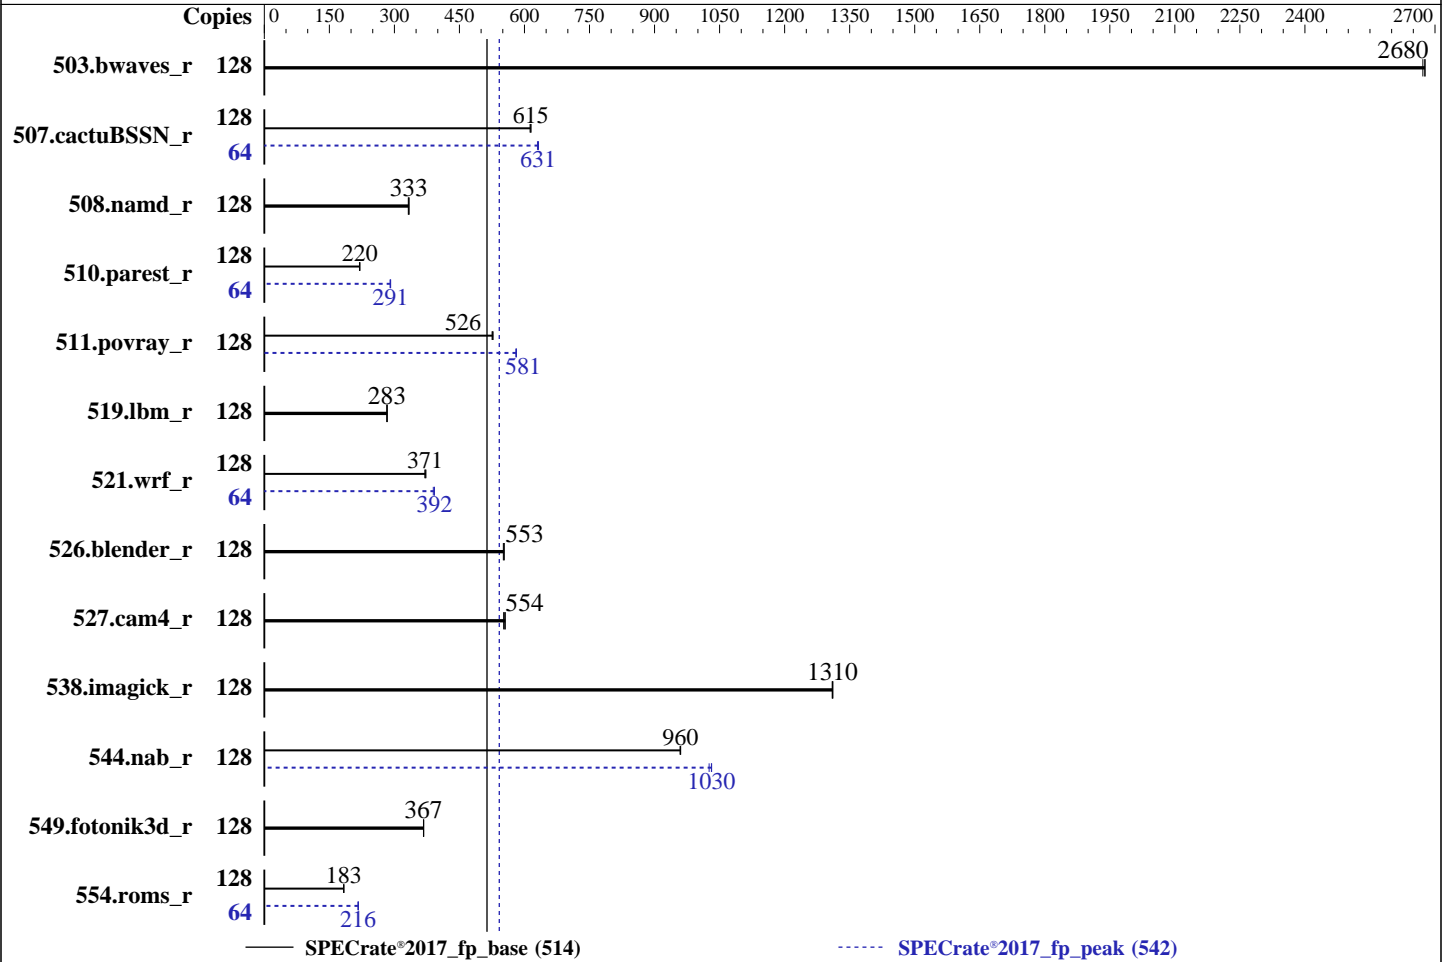 Copies 0 150 300 450 600 750 900 1050 1200 1350 1500 1650 1800 1950 2100 2250 2400 2700
503.bwaves_r 128 2680
507.cactuBSSN_r 128 615
64 631
508.namd_r 128 333
510.parest_r 128 220
64 291
511.povray_r 128 526
581
519.lbm_r 128 283
521.wrf_r 128 371
64 392
526.blender_r 128 553
527.cam4_r 128 554
538.imagick_r 128 1310
544.nab_r 128 960
1030
549.fotonik3d_r 128 367
554.roms_r 128 183
64 216
SPECrate®2017_fp_base (514) SPECrate®2017_fp_peak (542)